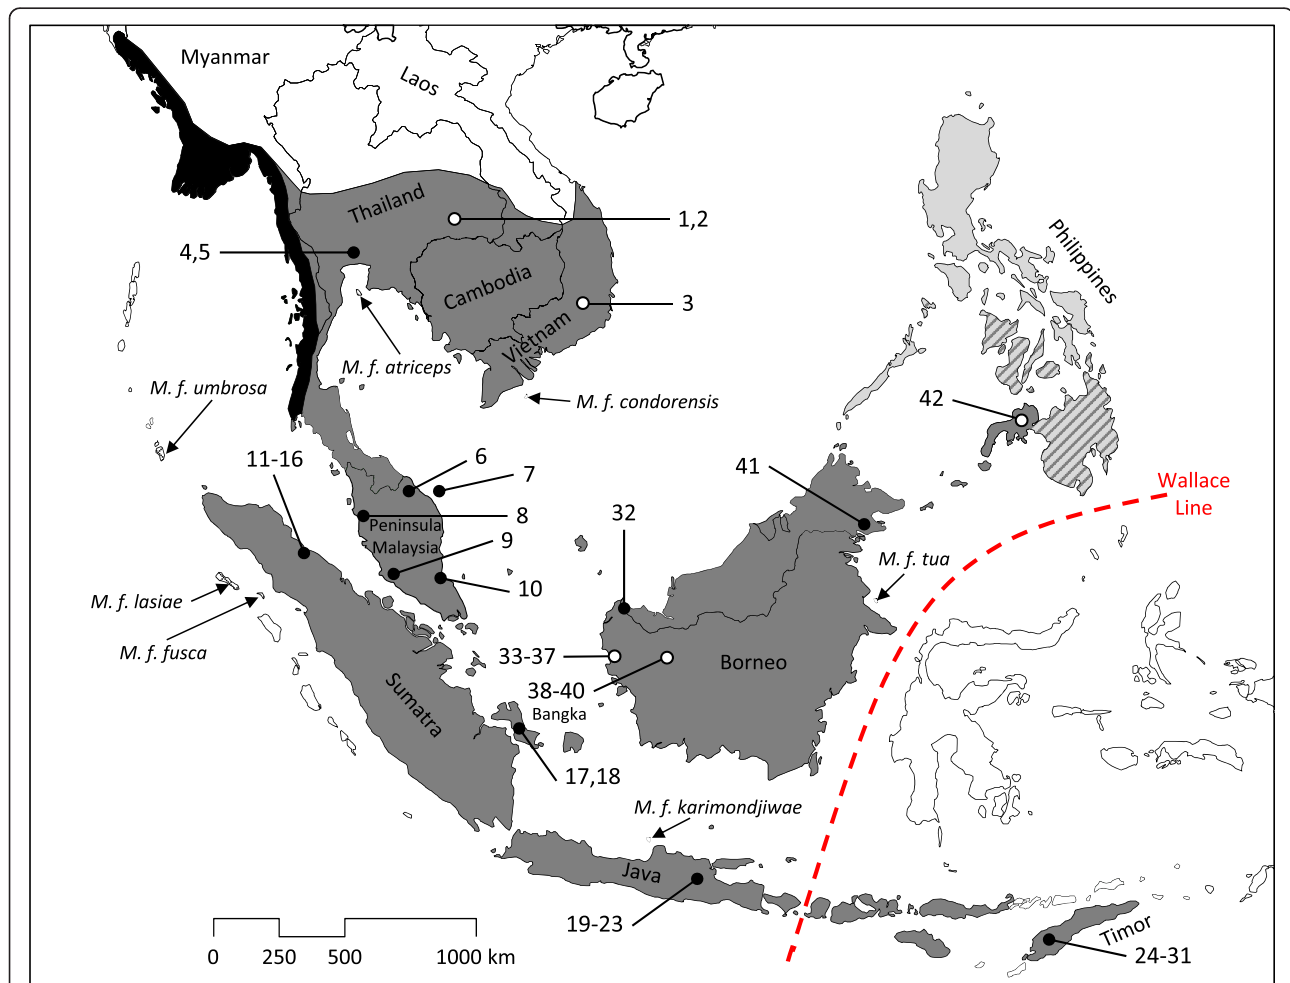 Myanmar
Laos
Thailand
1,2
4,5
Philippines
Cambodia
3
Vietnam
M. f. atriceps
M. f. umbrosa
M. f. condorensis
42
11-16
6
7
41
Wallace
Line
32
8
Peninsula
Malaysia
9
10
M. f. tua
M. f. lasiae
M. f. fusca
33-37
Borneo
38-40
Sumatra
Bangka
17,18
M. f. karimondjiwae
Java
19-23
Timor
24-31
0 250 500 1000 km